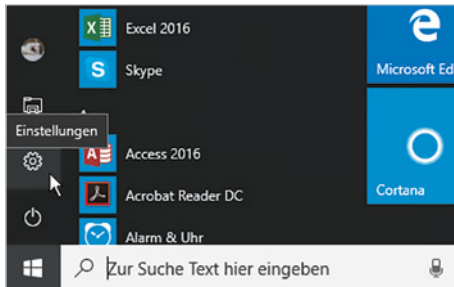 Excel 2016
Skype
Microsoft Ed
Einstellungen
Access 2016
Acrobat Reader DC
Cortana
Alarm & Uhr
Zur Suche Text hier eingeben